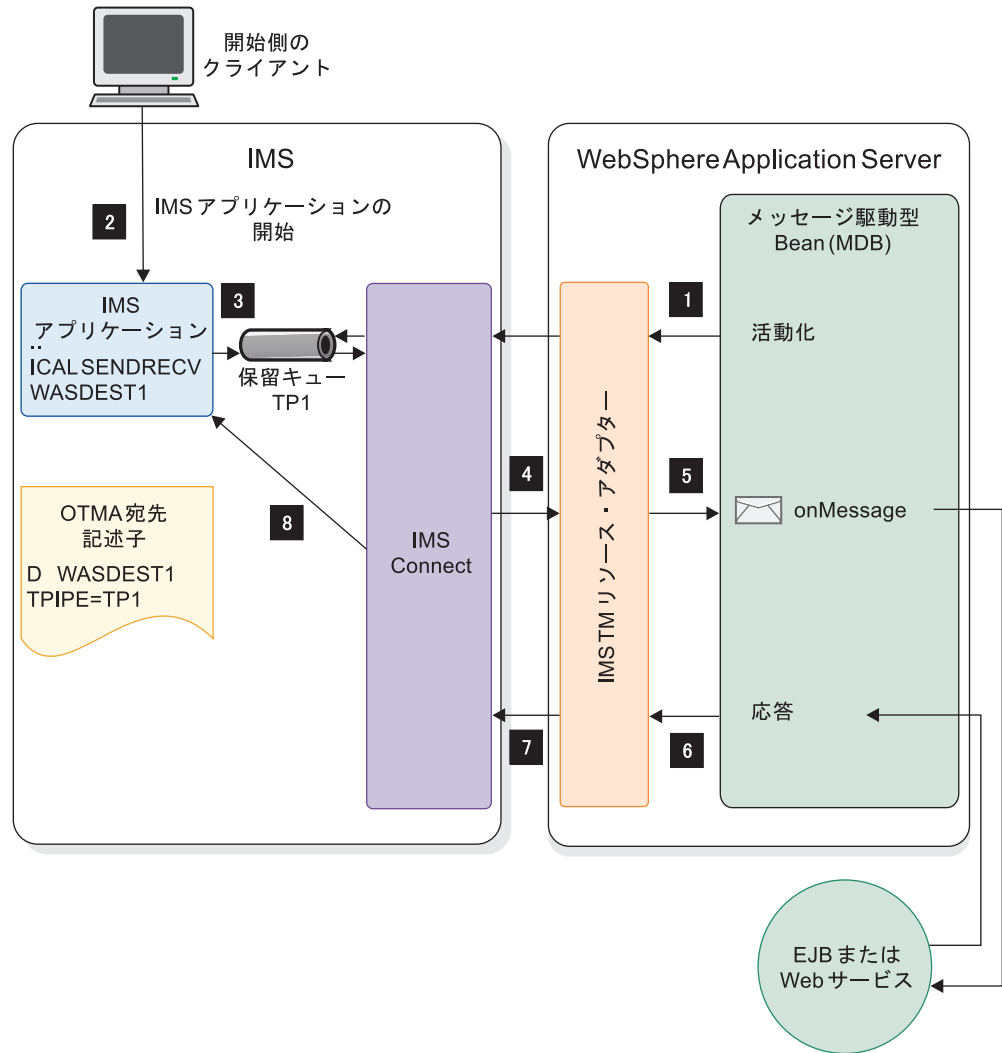 開始側の
クライアント
IMS
WebSphere Application Server
2
IMS アプリケーションの
開始
メッセージ駆動型
Bean (MDB)
IMS
アプリケーション
..
ICAL SENDRECV
WASDEST1
3
保留キュー
TP1
1
活動化
4
5
onMessage
IMS TM リソース・アダプター
IMS
Connect
8
OTMA 宛先
記述子
D WASDEST1
TPIPE=TP1
応答
7
6
EJB または
Web サービス